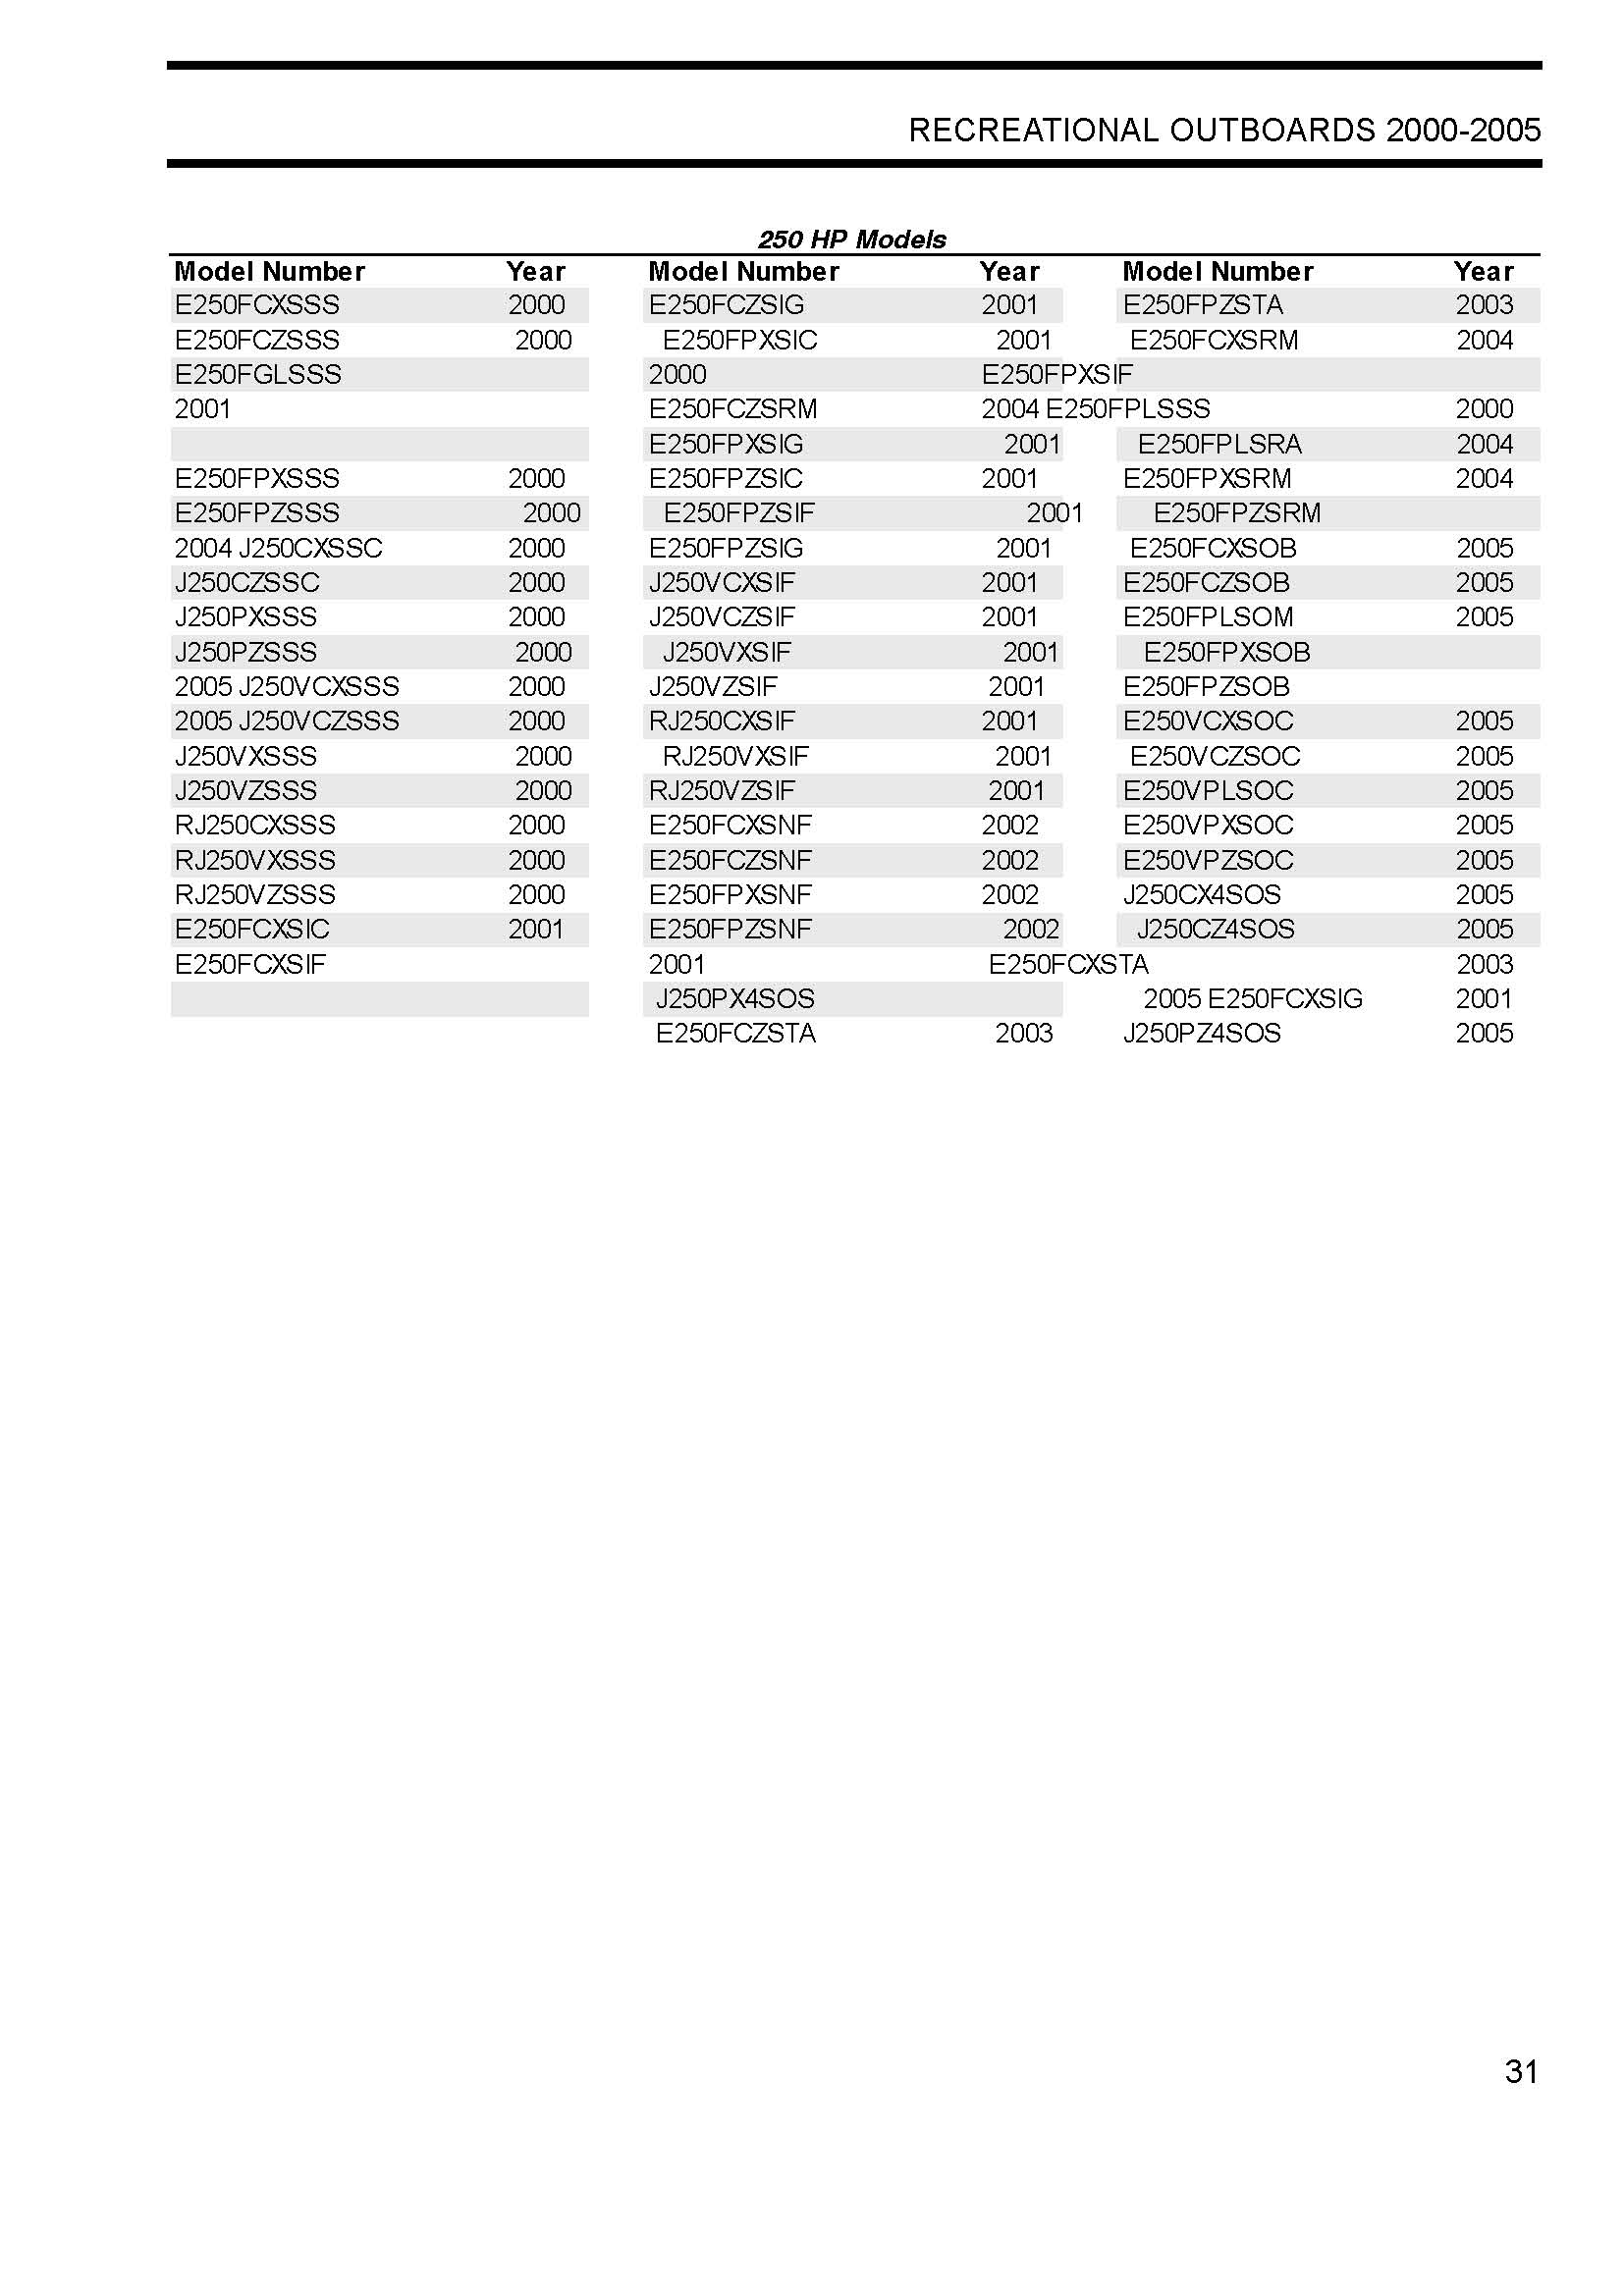 RECREATIONAL OUTBOARDS 2000-2005
250 HP Models
Model Number Year Model Number Year Model Number Year
E250FCXSSS 2000 E250FCZSIG 2001 E250FPZSTA 2003
E250FCZSSS 2000 E250FPXSIC 2001 E250FCXSRM 2004
E250FGLSSS 2000 E250FPXSIF
2001 E250FCZSRM 2004 E250FPLSSS 2000
E250FPXSIG 2001 E250FPLSRA 2004
E250FPXSSS 2000 E250FPZSIC 2001 E250FPXSRM 2004
E250FPZSSS 2000 E250FPZSIF 2001 E250FPZSRM
2004 J250CXSSC 2000 E250FPZSIG 2001 E250FCXSOB 2005
J250CZSSC 2000 J250VCXSIF 2001 E250FCZSOB 2005
J250PXSSS 2000 J250VCZSIF 2001 E250FPLSOM 2005
J250PZSSS 2000 J250VXSIF 2001 E250FPXSOB
2005 J250VCXSSS 2000 J250VZSIF 2001 E250FPZSOB
2005 J250VCZSSS 2000 RJ250CXSIF 2001 E250VCXSOC 2005
J250VXSSS 2000 RJ250VXSIF 2001 E250VCZSOC 2005
J250VZSSS 2000 RJ250VZSIF 2001 E250VPLSOC 2005
RJ250CXSSS 2000 E250FCXSNF 2002 E250VPXSOC 2005
RJ250VXSSS 2000 E250FCZSNF 2002 E250VPZSOC 2005
RJ250VZSSS 2000 E250FPXSNF 2002 J250CX4SOS 2005
E250FCXSIC 2001 E250FPZSNF 2002 J250CZ4SOS 2005
E250FCXSIF 2001 E250FCXSTA 2003
J250PX4SOS 2005 E250FCXSIG 2001
E250FCZSTA 2003 J250PZ4SOS 2005
31